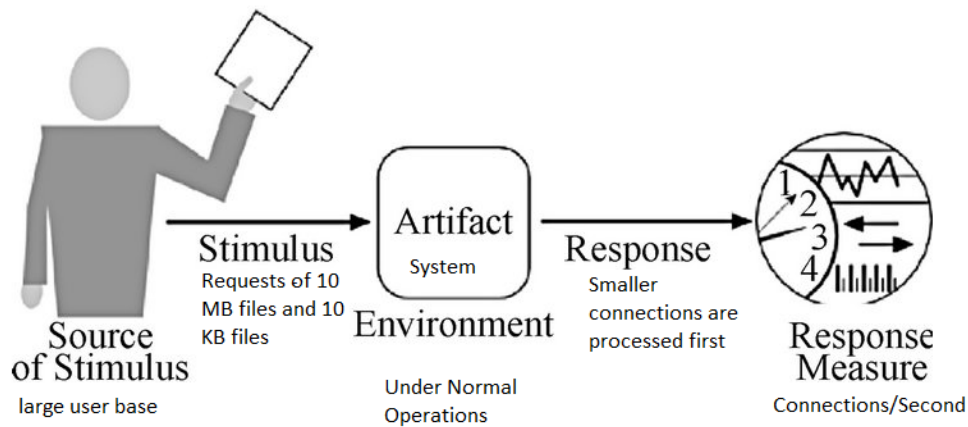 Source
of Stimulus
large user base
Stimulus
Requests of 10
MB files and 10
KB files
Artifact
System
Environment
Under Normal
Operations
Response
Smaller
connections are
processed first
1
2
3
4
Response
Measure
Connections/Second